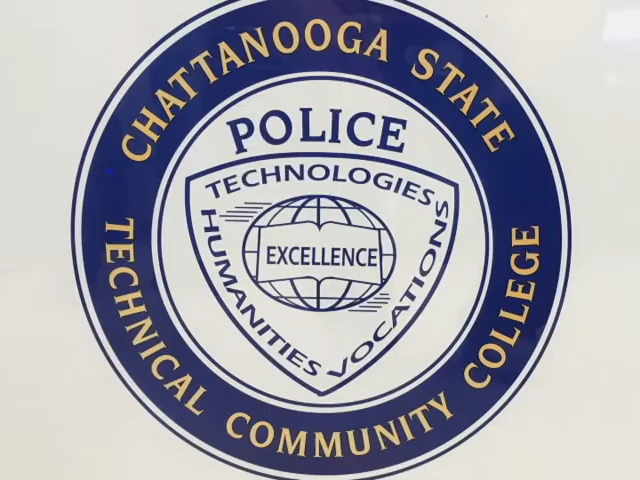 CHATTANOOGA STATE
TECHNICAL COMMUNITY COLLEGE
POLICE
TECHNOLOGIES
HUMANITIES
VOCATIONS
EXCELLENCE